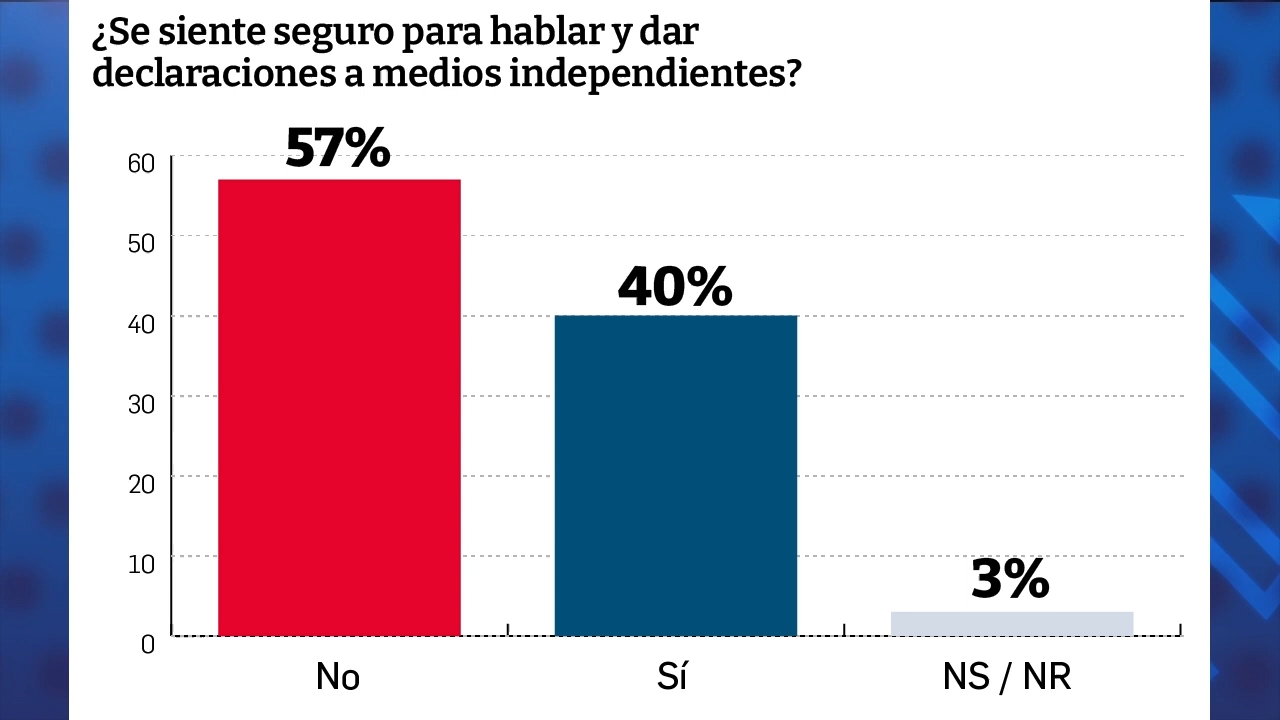 ¿Se siente seguro para hablar y dar
declaraciones a medios independientes?
57%
60
50
40%
40
30
20
10
3%
0
No
Sí
NS / NR